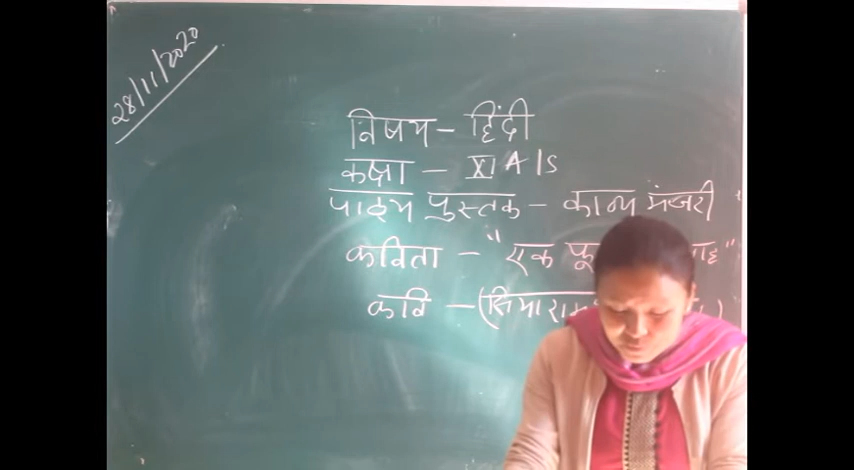 28/11/2020
विषय - हिंदी
कक्षा - XI A/S
पाठ्य पुस्तक - काव्य मंजरी
कविता - "एक
कवि - (सियाराम